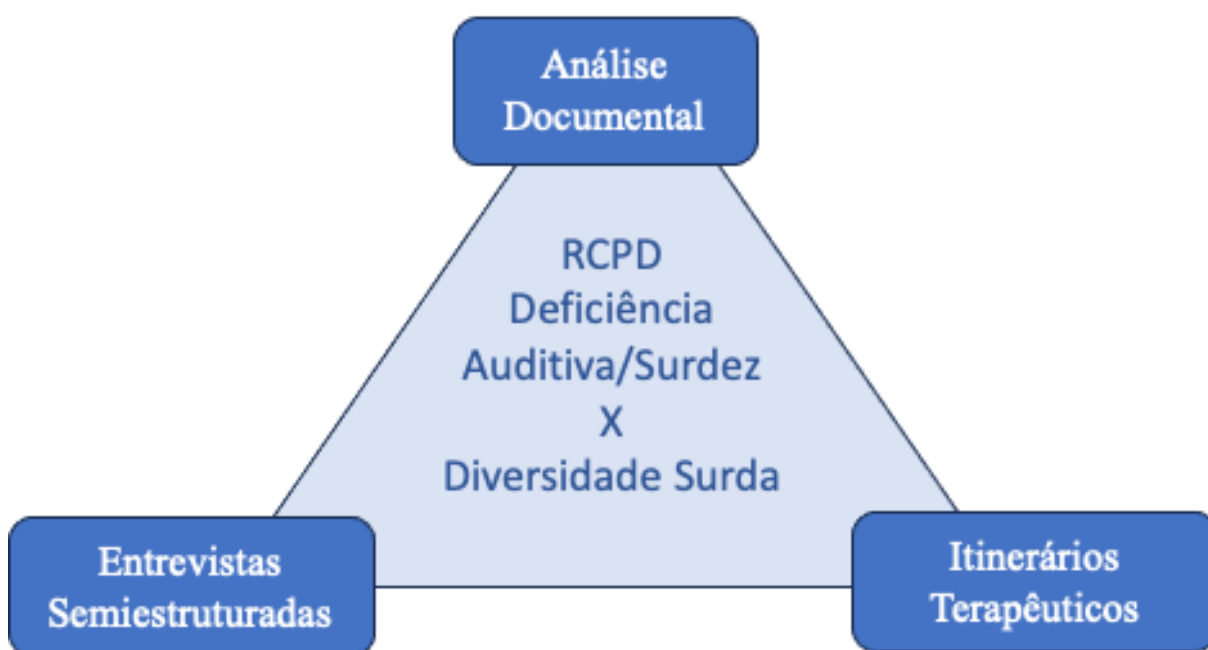 Análise
Documental
RCPD
Deficiência
Auditiva/Surdez
X
Diversidade Surda
Entrevistas
Semiestruturadas
Itinerários
Terapêuticos